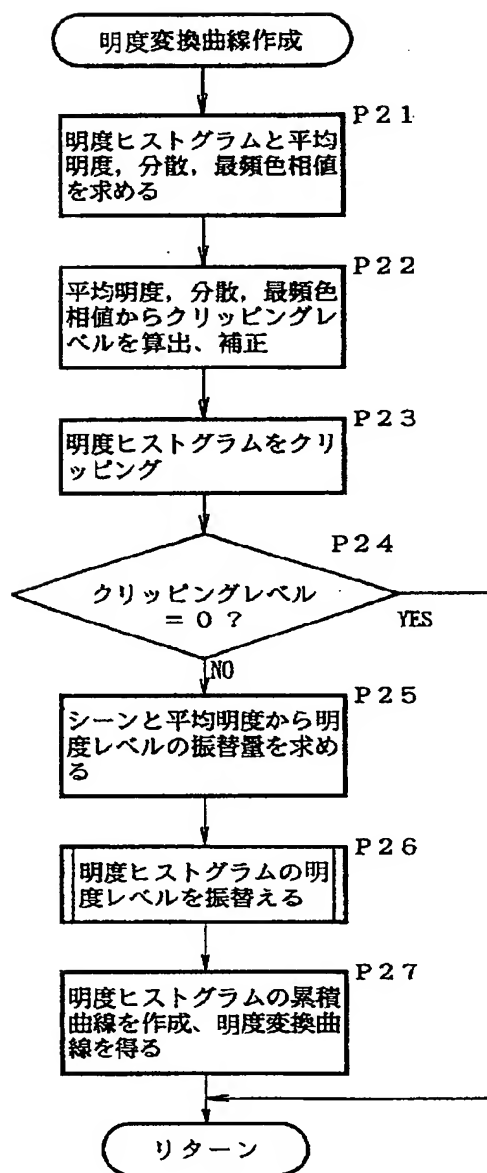 明度変換曲線作成
P21
明度ヒストグラムと平均
明度，分散，最頻色相値
を求める
P22
平均明度，分散，最頻色
相値からクリッピングレ
ベルを算出、補正
P23
明度ヒストグラムをクリ
ッピング
P24
クリッピングレベル
＝０？
YES
NO
P25
シーンと平均明度から明
度レベルの振替量を求め
る
P26
明度ヒストグラムの明
度レベルを振替える
P27
明度ヒストグラムの累積
曲線を作成、明度変換曲
線を得る
リターン